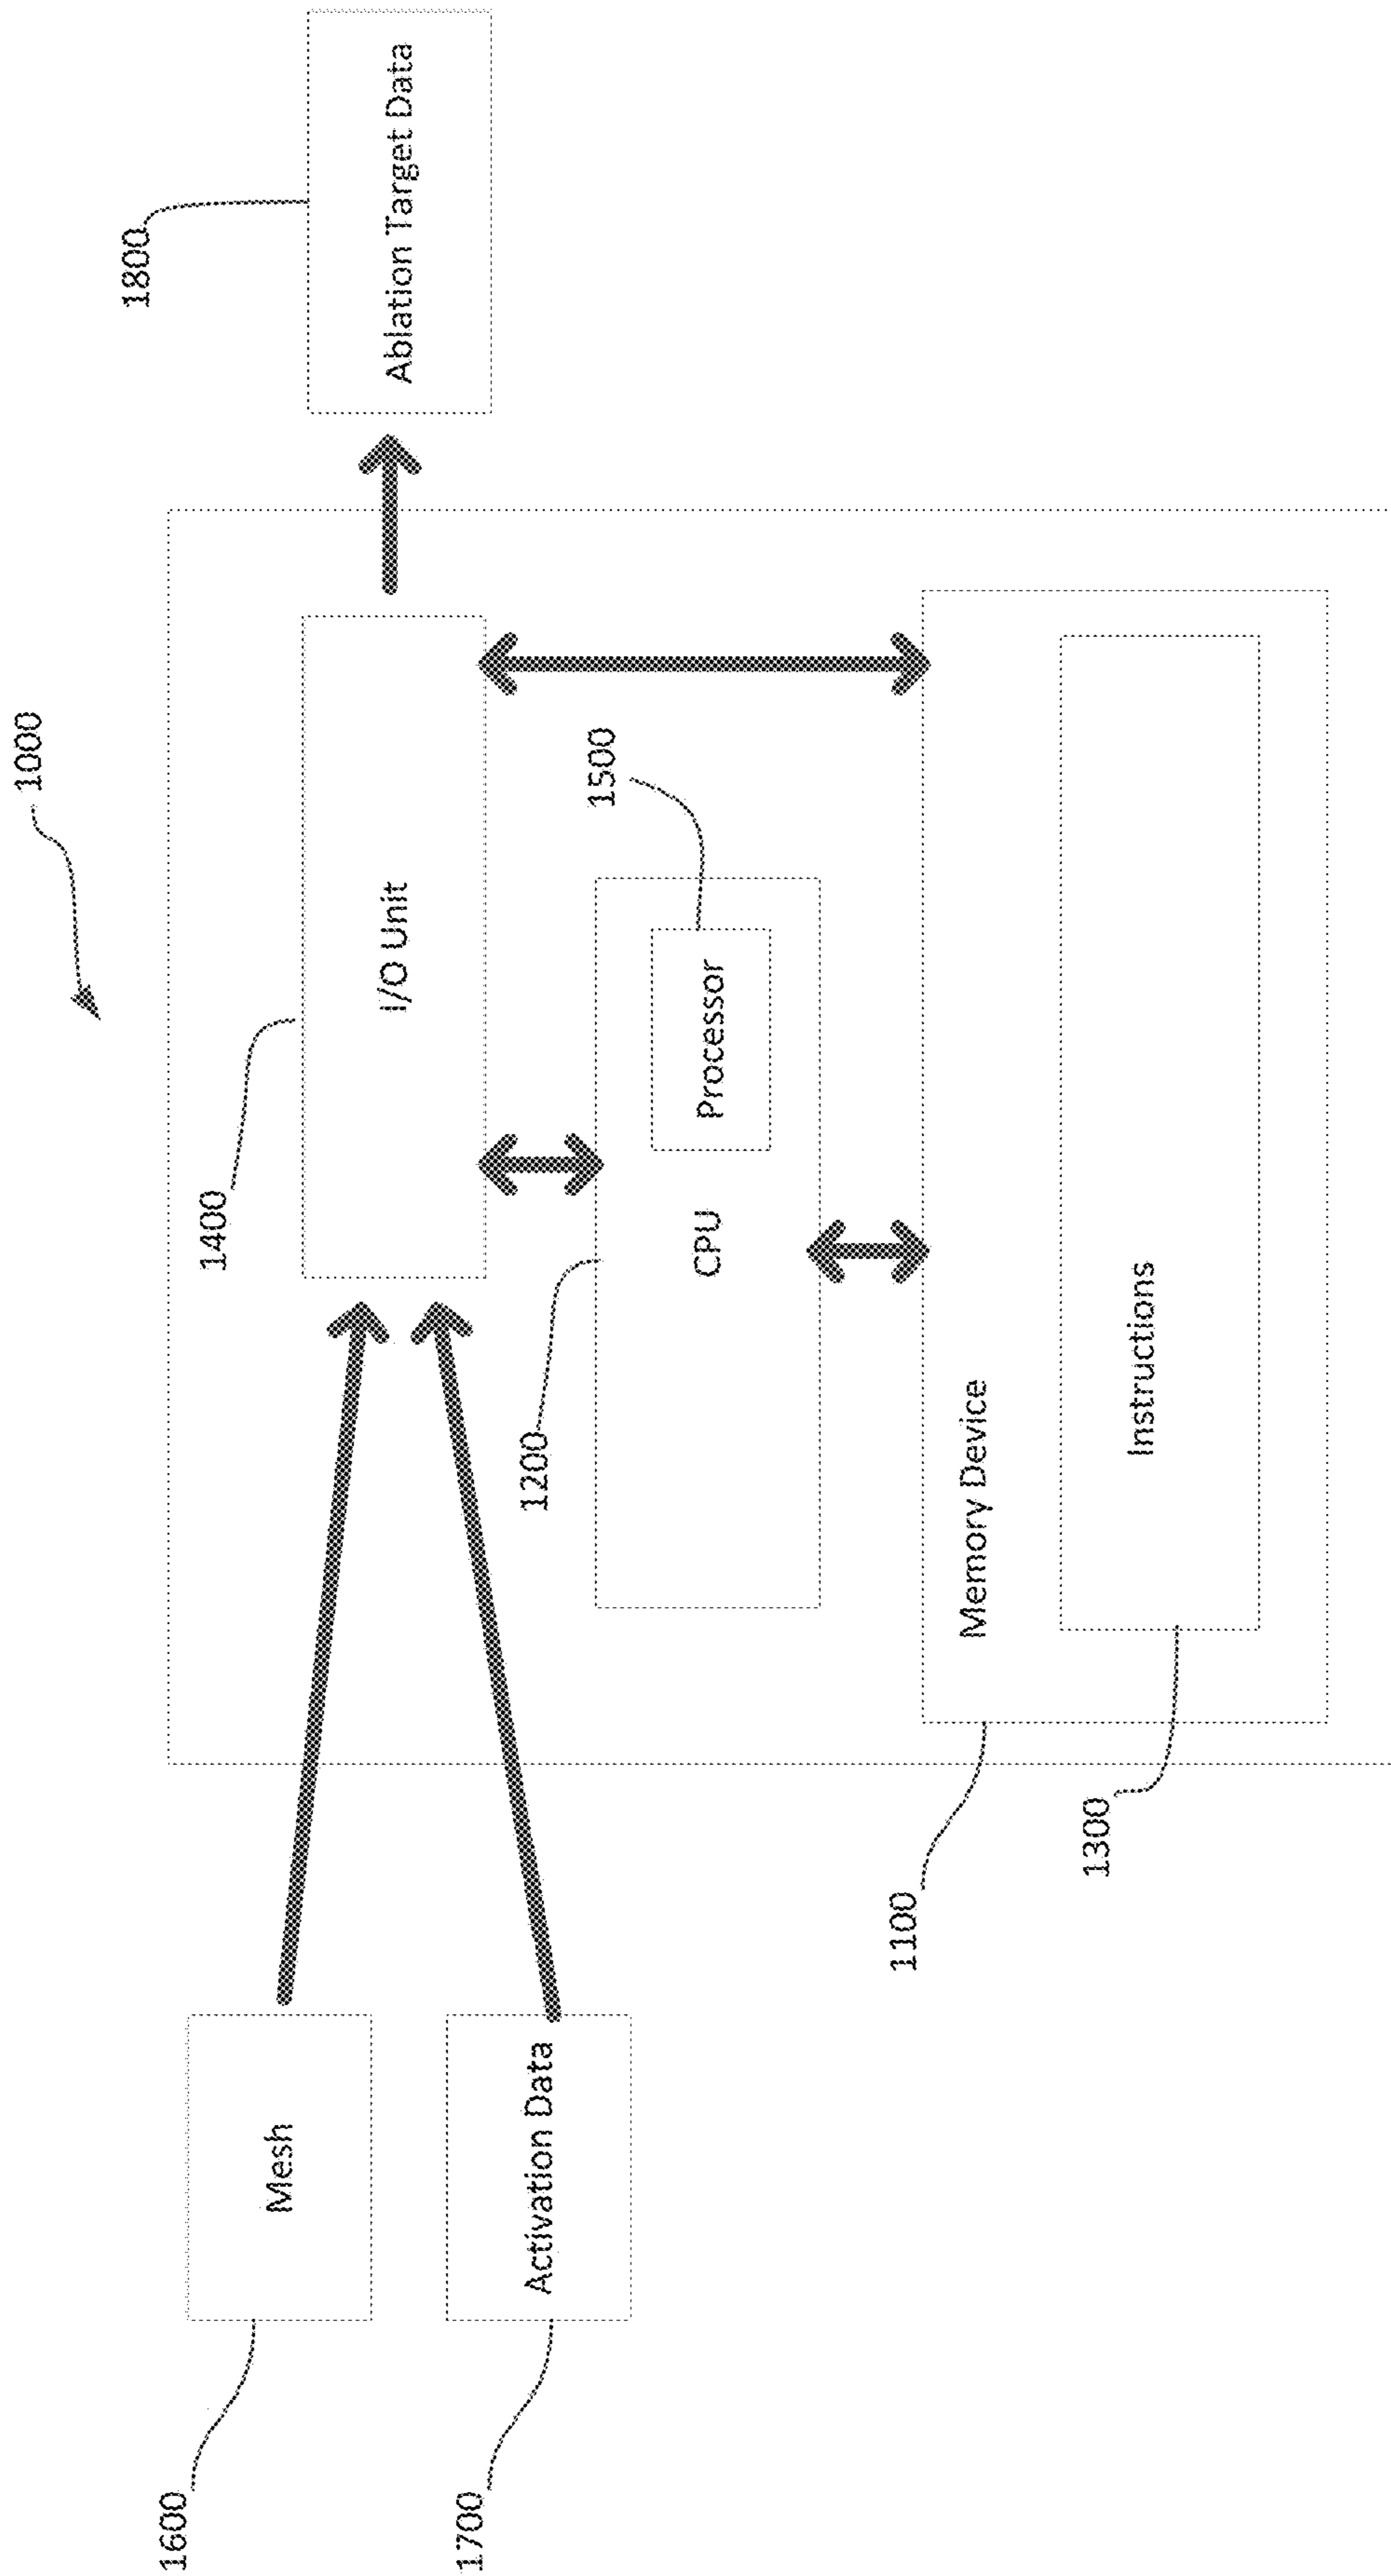 1000
1800
Ablation Target Data
1400
I/O Unit
1600
Mesh
1500
Processor
1200
CPU
1700
Activation Data
1100
Memory Device
1300
Instructions